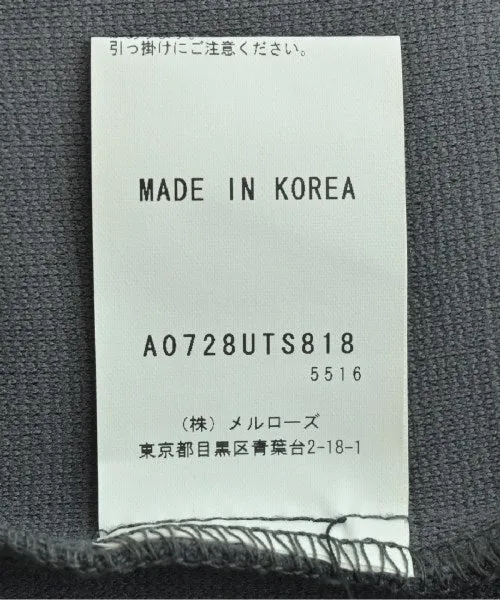 引っ掛けにご注意ください。
MADE IN KOREA
A0728UTS818
5516
(株) メルローズ
東京都目黒区青葉台2-18-1